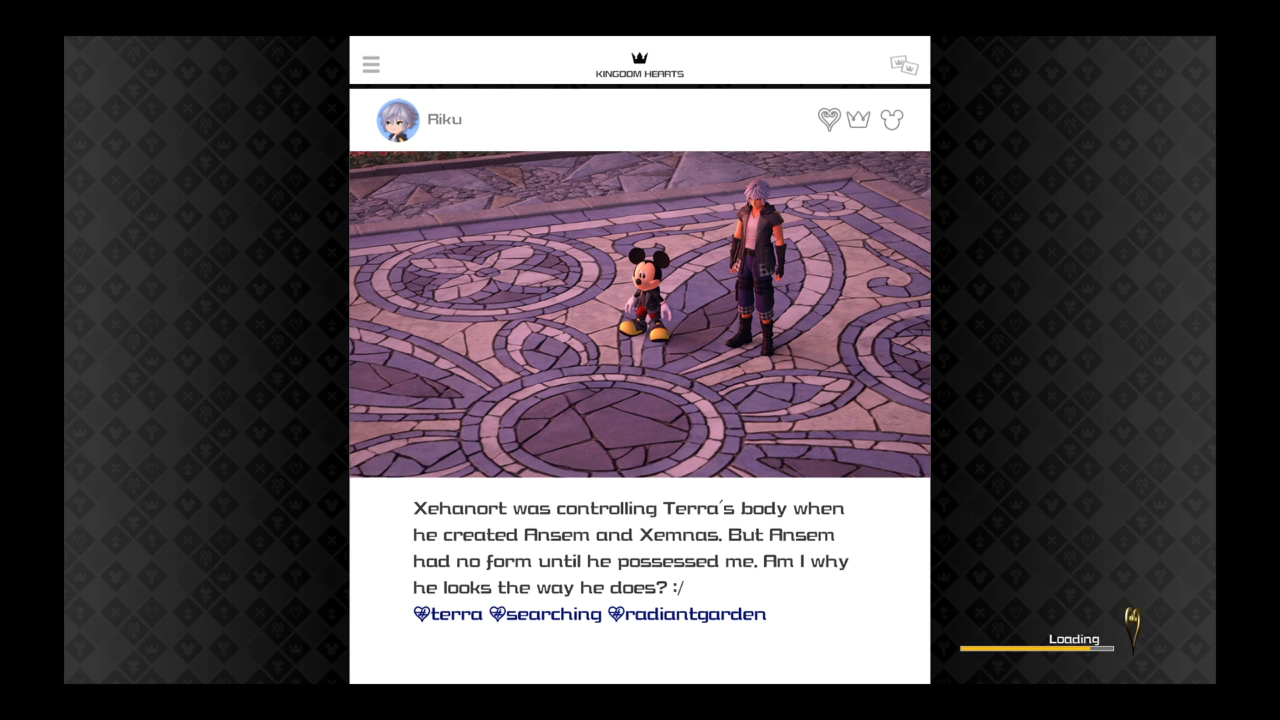 KINGDOM HEARTS
Riku
Xehanort was controlling Terra's body when
he created Ansem and Xemnas. But Ansem
had no form until he possessed me. Am I why
he looks the way he does? :/
#terra #searching #radiantgarden
Loading